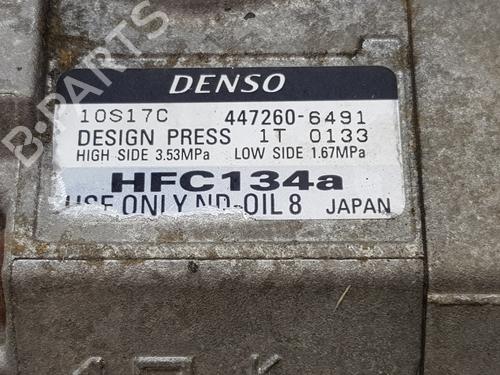 DENSO
10S17C 447260-6491
DESIGN PRESS 1T 0133
HIGH SIDE 3.53MPa LOW SIDE 1.67MPa
HFC134a
USE ONLY ND-OIL 8 JAPAN
B-PARTS